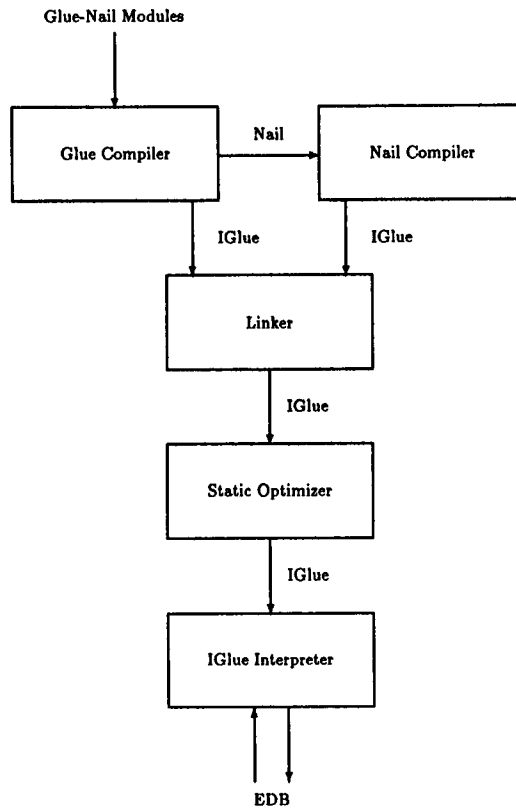 Glue-Nail Modules
Glue Compiler
Nail
Nail Compiler
IGlue
IGlue
Linker
IGlue
Static Optimizer
IGlue
IGlue Interpreter
EDB